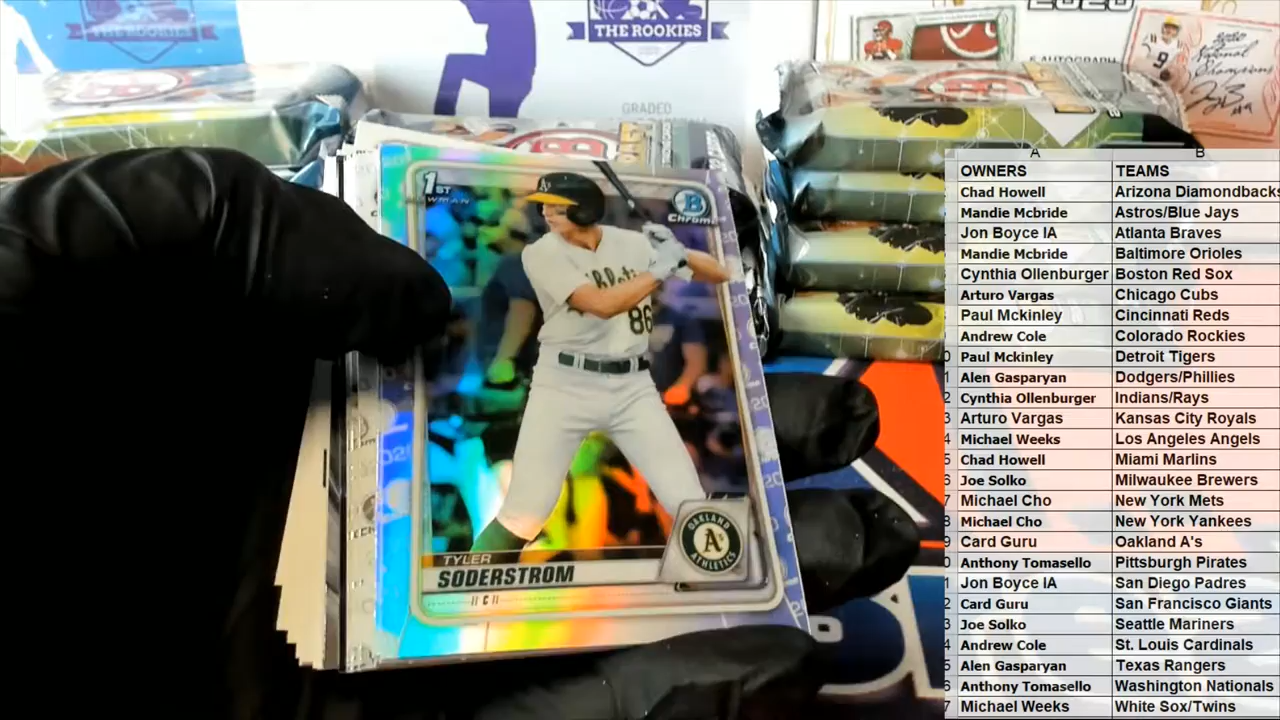 THE ROOKIES
GRADED
2020
5 AUTOGRAPH
1ST
BOWMAN
B
Chrome
86
OAKLAND
A's
ATHLETICS
TYLER
SODERSTROM
C
A B
OWNERS TEAMS
Chad Howell Arizona Diamondbacks
Mandie Mcbride Astros/Blue Jays
Jon Boyce IA Atlanta Braves
Mandie Mcbride Baltimore Orioles
Cynthia Ollenburger Boston Red Sox
Arturo Vargas Chicago Cubs
Paul Mckinley Cincinnati Reds
Andrew Cole Colorado Rockies
Paul Mckinley Detroit Tigers
Alen Gasparyan Dodgers/Phillies
Cynthia Ollenburger Indians/Rays
Arturo Vargas Kansas City Royals
Michael Weeks Los Angeles Angels
Chad Howell Miami Marlins
Joe Solko Milwaukee Brewers
Michael Cho New York Mets
Michael Cho New York Yankees
Card Guru Oakland A's
Anthony Tomasello Pittsburgh Pirates
Jon Boyce IA San Diego Padres
Card Guru San Francisco Giants
Joe Solko Seattle Mariners
Andrew Cole St. Louis Cardinals
Alen Gasparyan Texas Rangers
Anthony Tomasello Washington Nationals
Michael Weeks White Sox/Twins